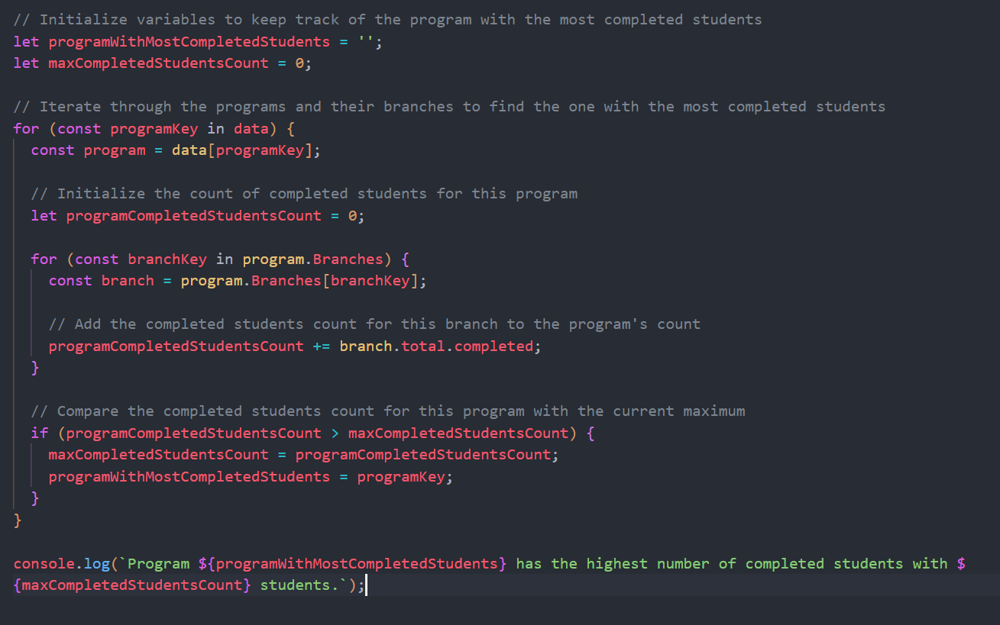 // Initialize variables to keep track of the program with the most completed students
let programWithMostCompletedStudents = '';
let maxCompletedStudentsCount = 0;

// Iterate through the programs and their branches to find the one with the most completed students
for (const programKey in data) {
  const program = data[programKey];

  // Initialize the count of completed students for this program
  let programCompletedStudentsCount = 0;

  for (const branchKey in program.Branches) {
    const branch = program.Branches[branchKey];

    // Add the completed students count for this branch to the program's count
    programCompletedStudentsCount += branch.total.completed;
  }

  // Compare the completed students count for this program with the current maximum
  if (programCompletedStudentsCount > maxCompletedStudentsCount) {
    maxCompletedStudentsCount = programCompletedStudentsCount;
    programWithMostCompletedStudents = programKey;
  }
}

console.log(`Program ${programWithMostCompletedStudents} has the highest number of completed students with $
{maxCompletedStudentsCount} students.`);